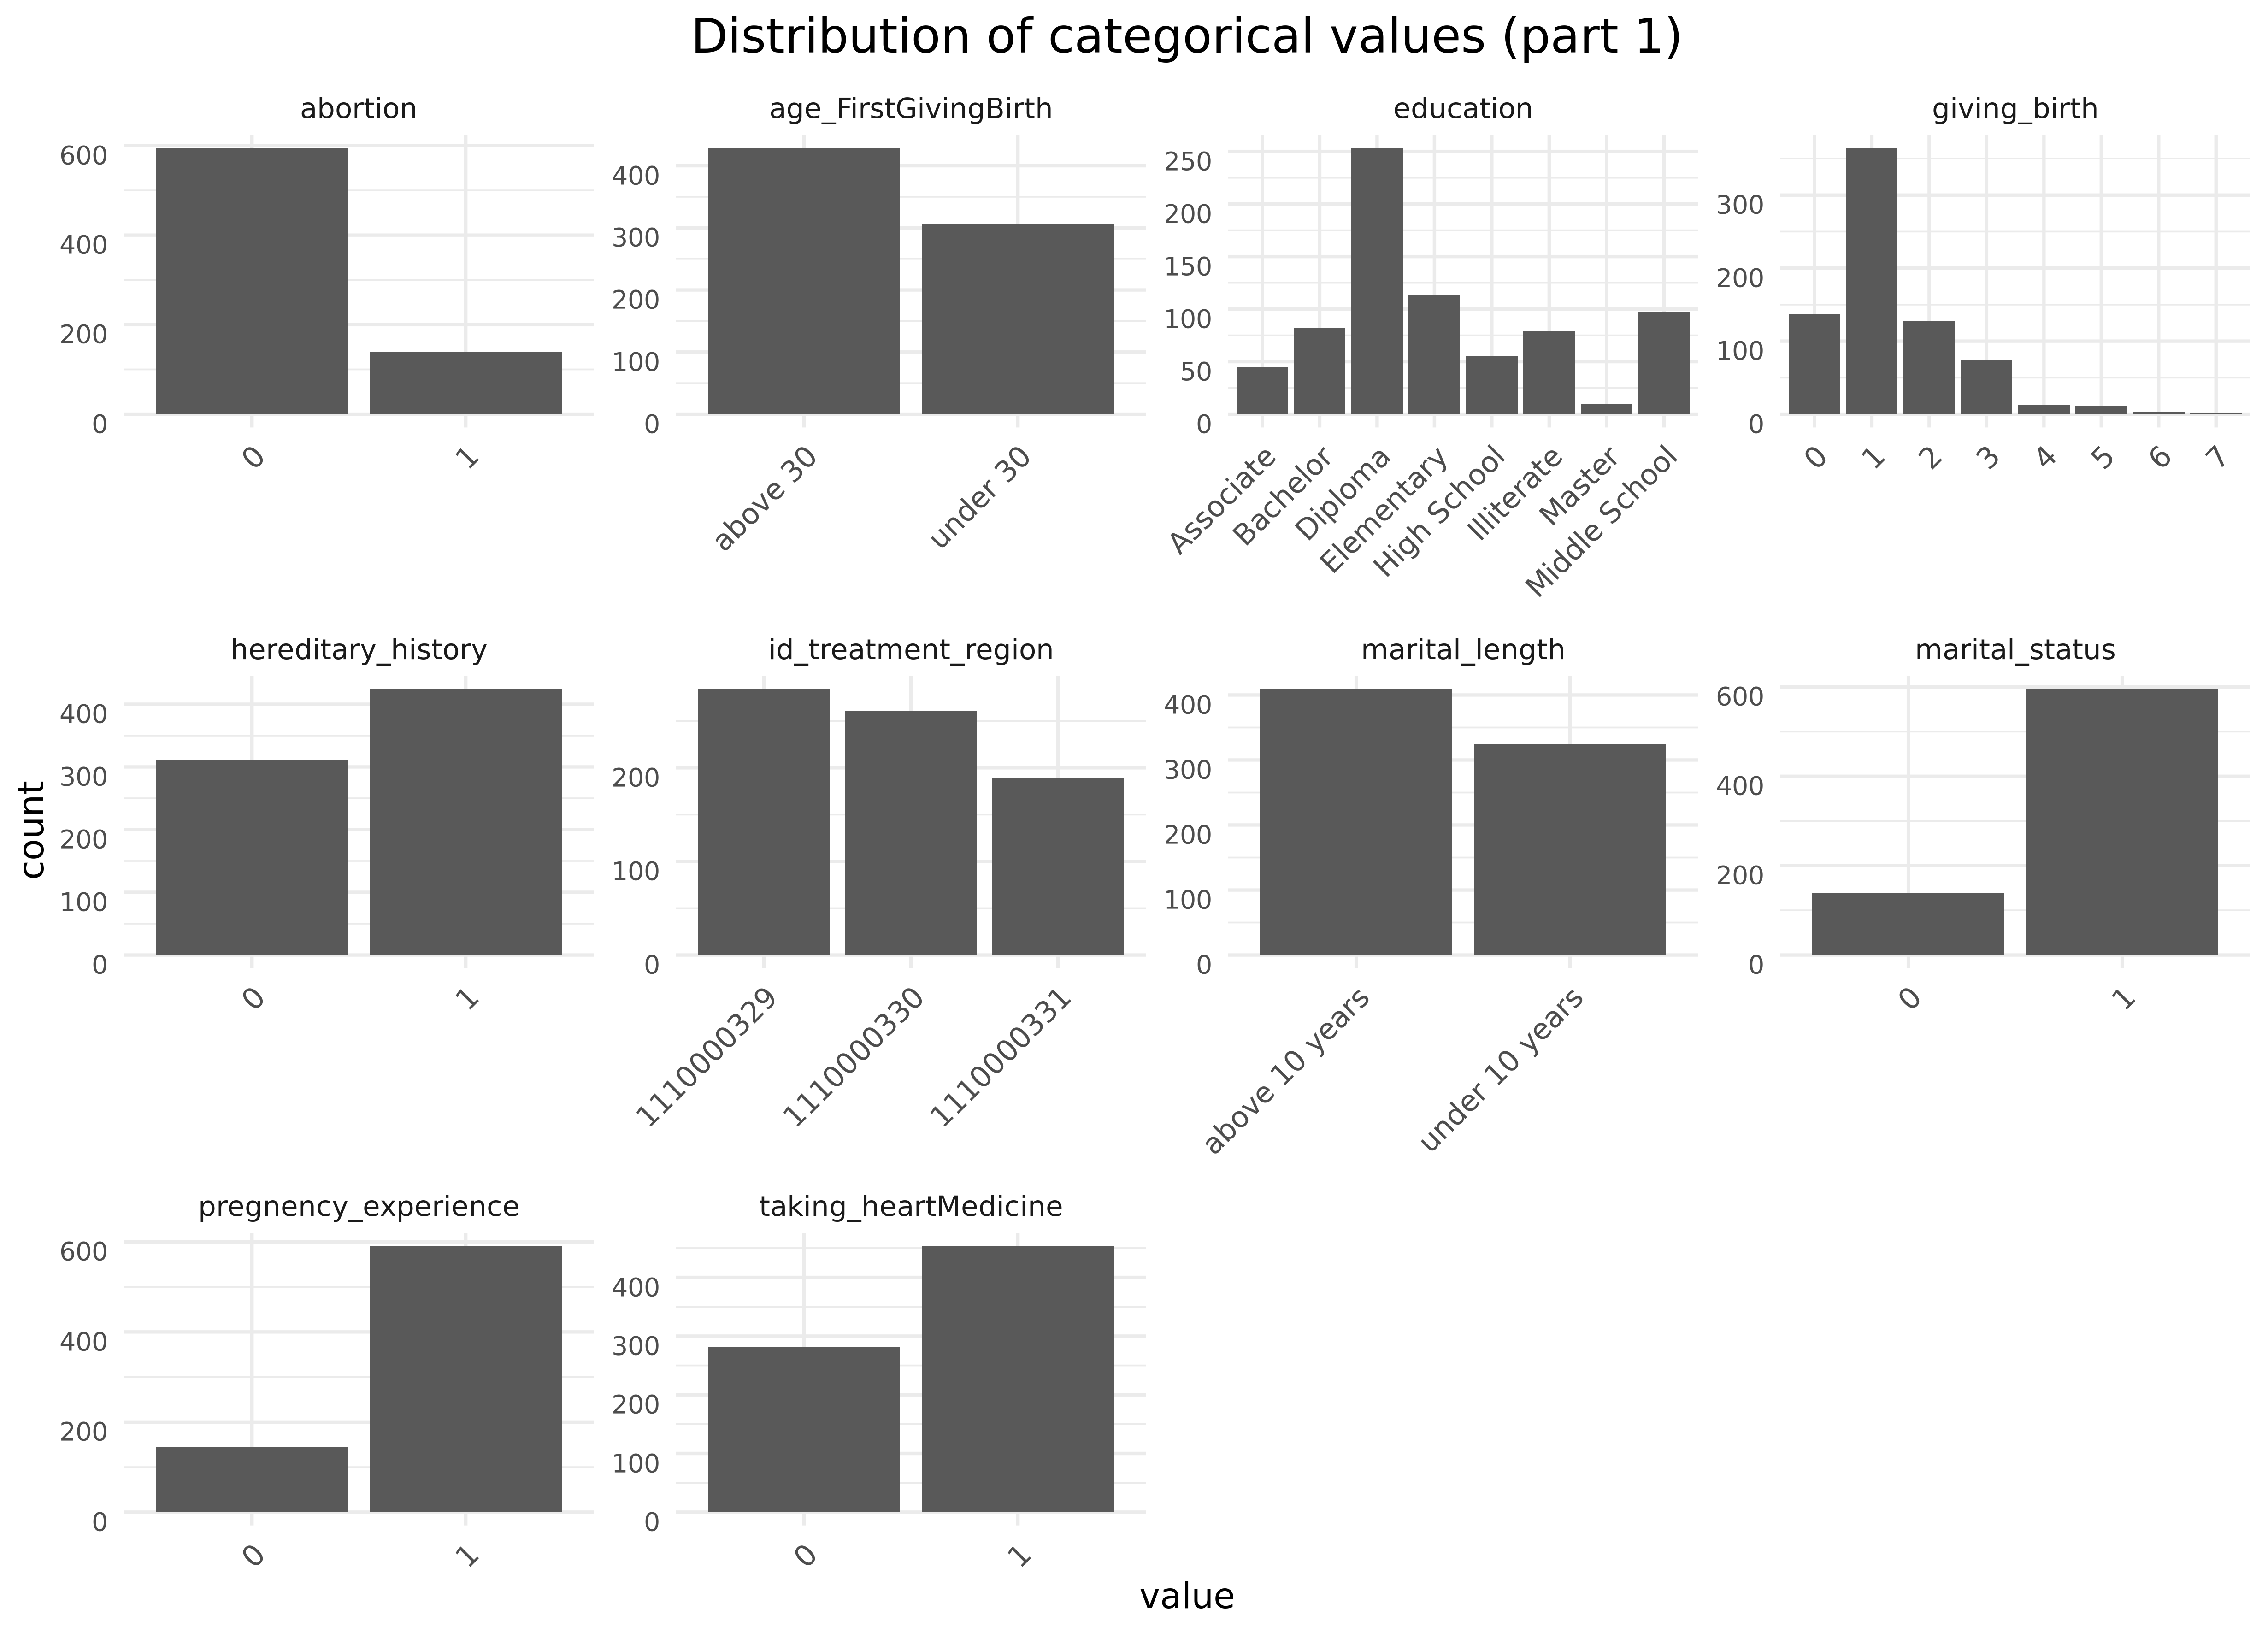 Distribution of categorical values (part 1)
abortion
600
400
200
0
0
1
age_FirstGivingBirth
400
300
200
100
0
above 30
under 30
education
250
200
150
100
50
0
Associate
Bachelor
Diploma
Elementary
High School
Illiterate
Master
Middle School
giving_birth
300
200
100
0
0
1
2
3
4
5
6
7
count
hereditary_history
400
300
200
100
0
0
1
id_treatment_region
200
100
0
1110000329
1110000330
1110000331
marital_length
400
300
200
100
0
above 10 years
under 10 years
marital_status
600
400
200
0
0
1
pregnency_experience
600
400
200
0
0
1
taking_heartMedicine
400
300
200
100
0
0
1
value